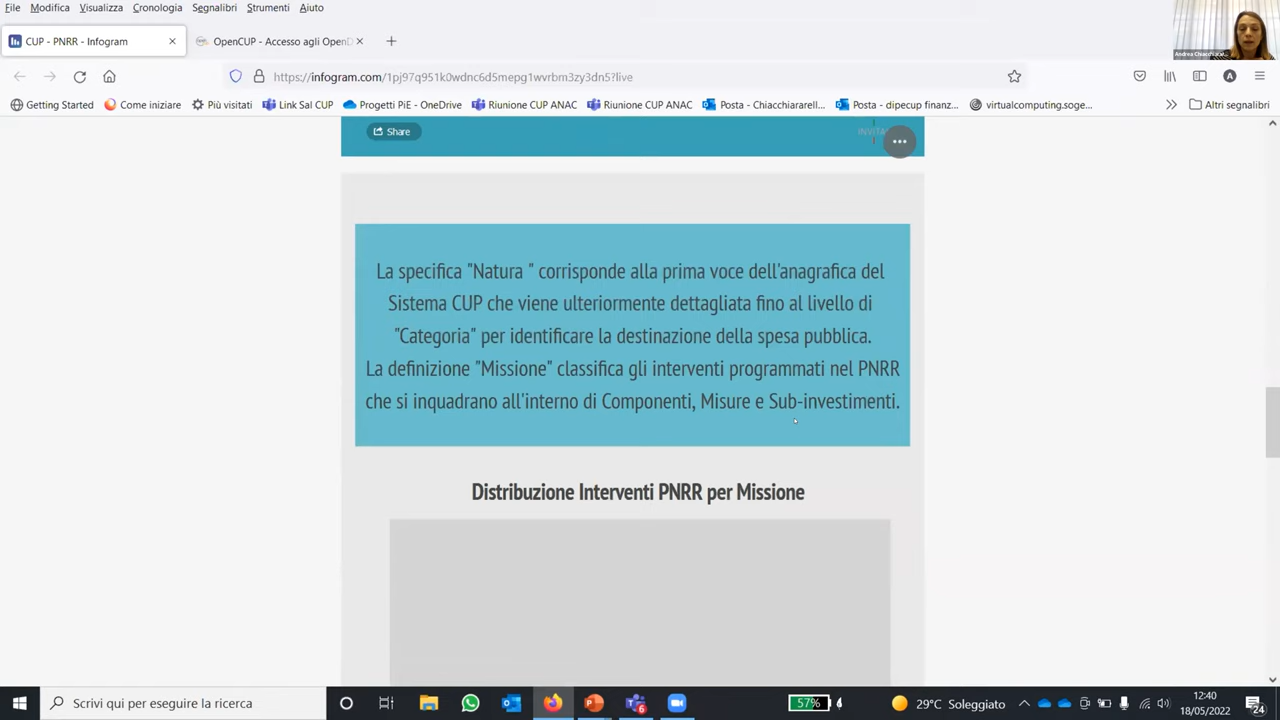 File Modifica Visualizza Cronologia Segnalibri Strumenti Aiuto
CUP - PNRR - Infogram
OpenCUP - Accesso agli OpenD
Andrea Chiacchiar
https://infogram.com/1pj97q951k0wdnc6d5mepg1wvrbm3zy3dn5?live
Getting Started Come iniziare Più visitati Link Sal CUP Progetti PiE - OneDrive Riunione CUP ANAC Riunione CUP ANAC Posta - Chiacchiararell... Posta - dipecup finanz... virtualcomputing.soge... Altri segnalibri
Share
INVITA
La specifica "Natura " corrisponde alla prima voce dell'anagrafica del
Sistema CUP che viene ulteriormente dettagliata fino al livello di
"Categoria" per identificare la destinazione della spesa pubblica.
La definizione "Missione" classifica gli interventi programmati nel PNRR
che si inquadrano all'interno di Componenti, Misure e Sub-investimenti.
Distribuzione Interventi PNRR per Missione
Scrivi qui per eseguire la ricerca
57%
29°C Soleggiato
12:40
18/05/2022
24
6